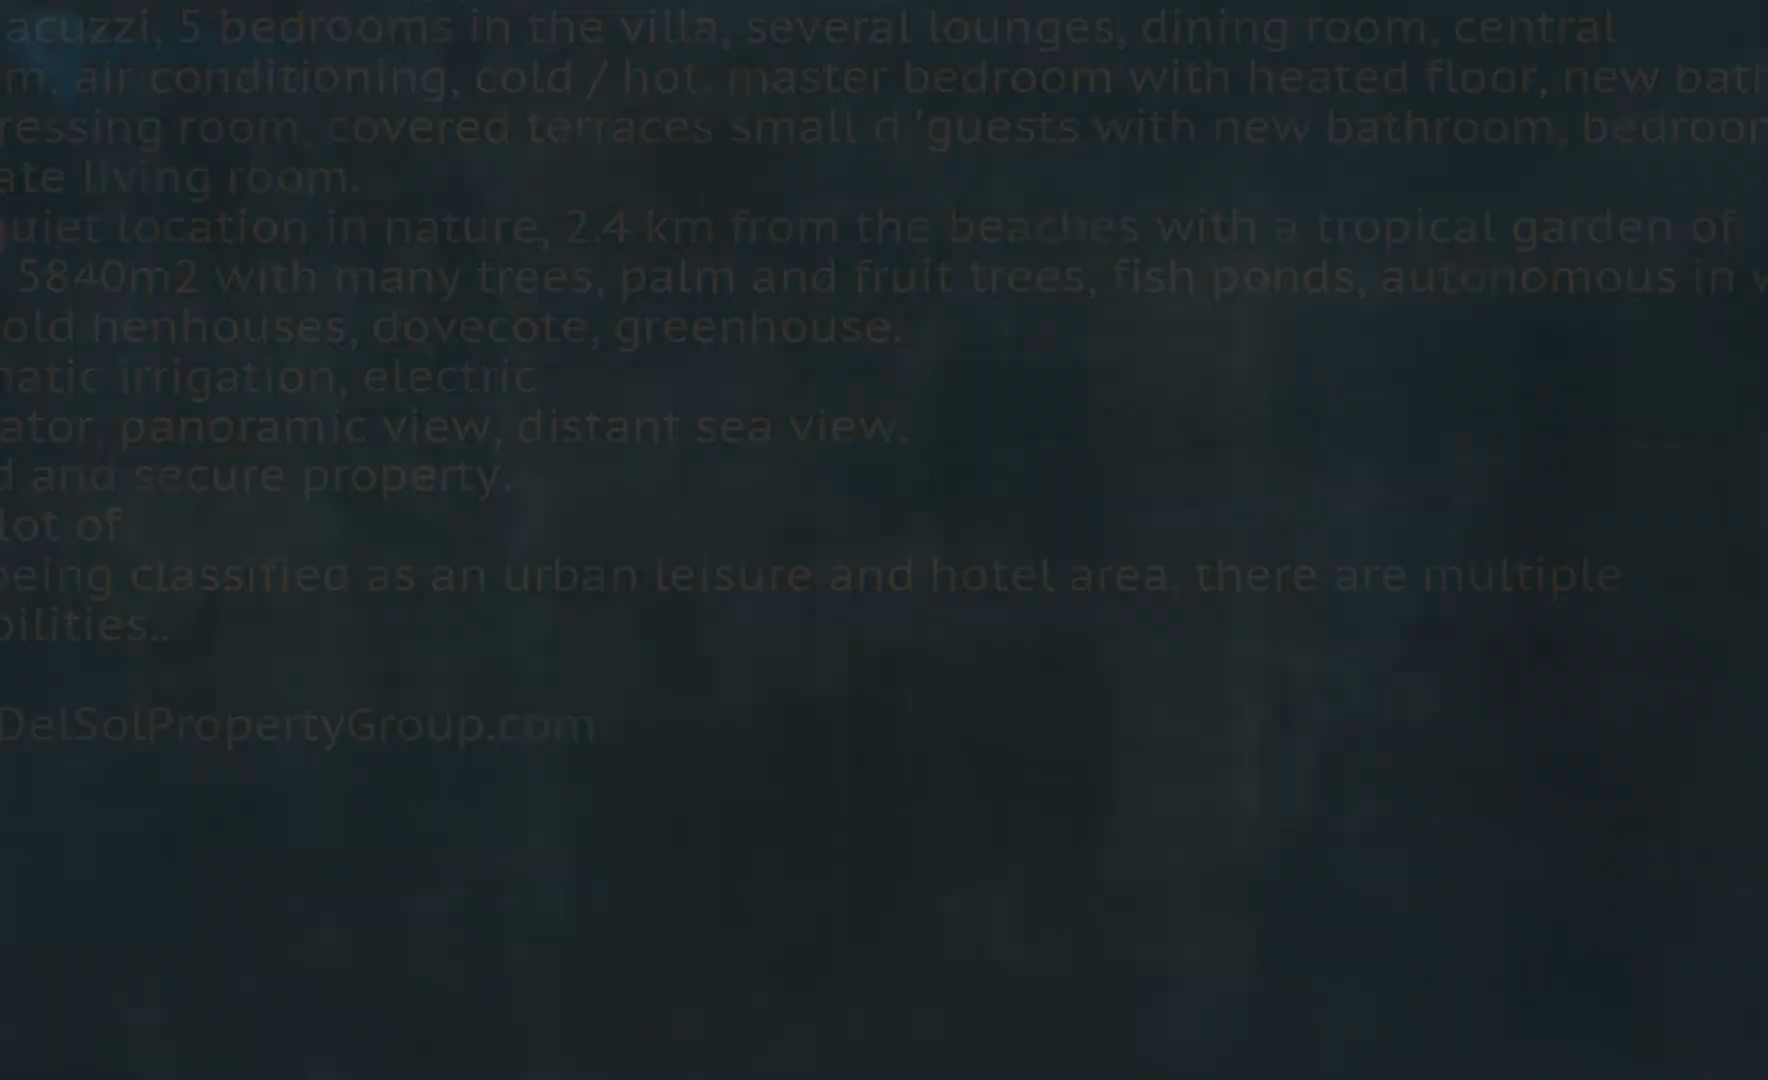 acuzzi, 5 bedrooms in the villa, several lounges, dining room, central
m, air conditioning, cold / hot, master bedroom with heated floor, new bath
ressing room, covered terraces small d 'guests with new bathroom, bedroom
ate living room.
quiet location in nature, 2.4 km from the beaches with a tropical garden of
5840m2 with many trees, palm and fruit trees, fish ponds, autonomous in w
old henhouses, dovecote, greenhouse.
matic irrigation, electric
ator, panoramic view, distant sea view.
d and secure property.
lot of
being classified as an urban leisure and hotel area, there are multiple
bilities..
DelSolPropertyGroup.com